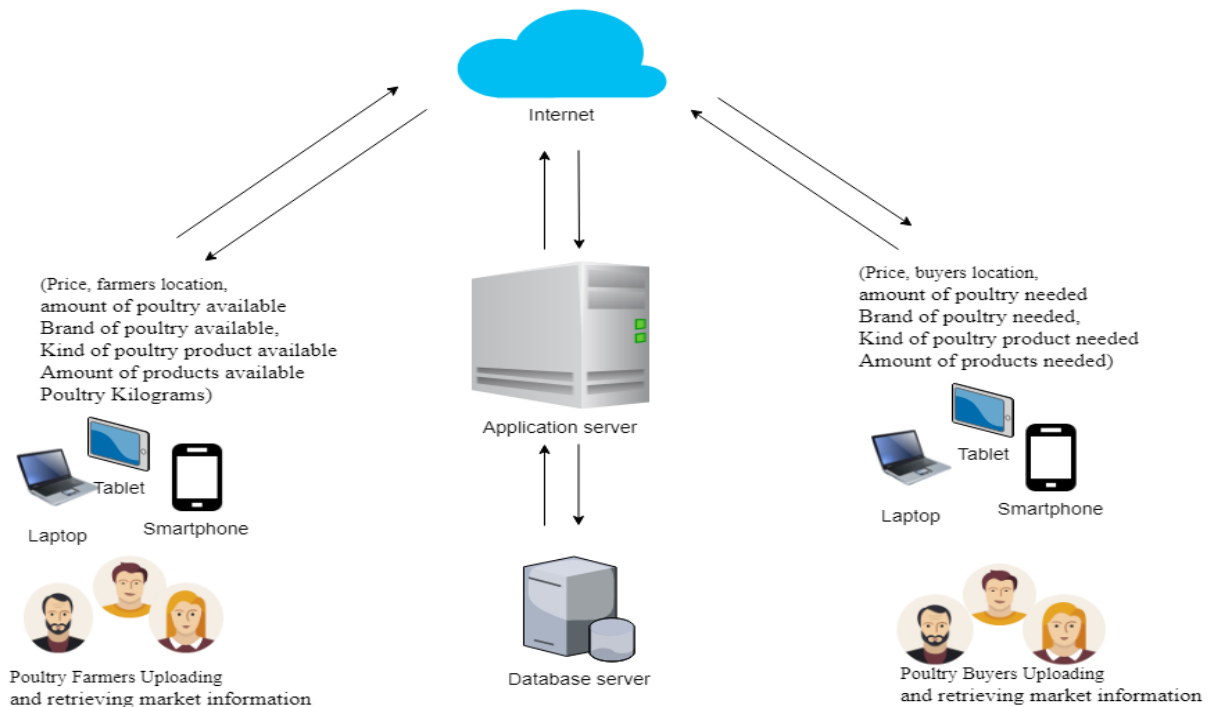 Internet
(Price, farmers location,
amount of poultry available
Brand of poultry available,
Kind of poultry product available
Amount of products available
Poultry Kilograms)
Tablet
Laptop
Smartphone
Poultry Farmers Uploading
and retrieving market information
Application server
Database server
(Price, buyers location,
amount of poultry needed
Brand of poultry needed,
Kind of poultry product needed
Amount of products needed)
Tablet
Laptop
Smartphone
Poultry Buyers Uploading
and retrieving market information